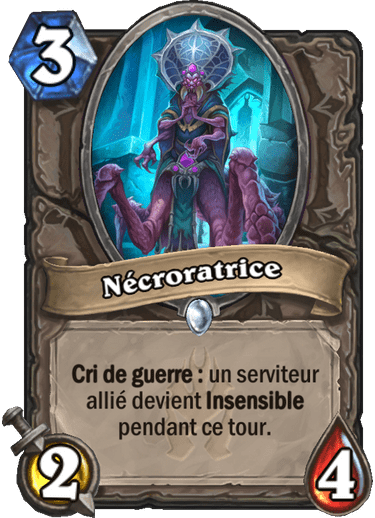 3
Nécroratrice
Cri de guerre : un serviteur
allié devient Insensible
pendant ce tour.
2
4